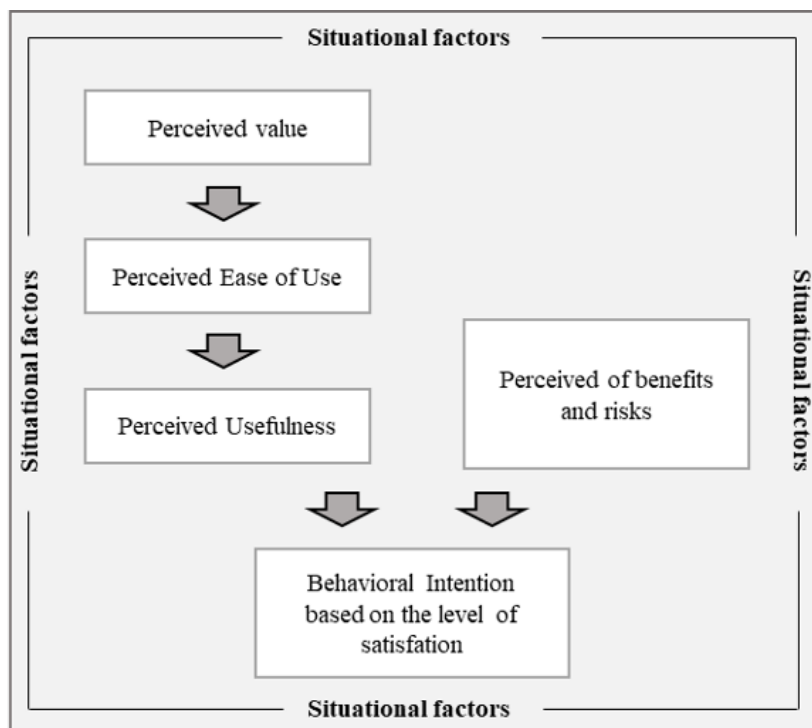 Situational factors
Perceived value
Perceived Ease of Use
Situational factors
Situational factors
Perceived of benefits
and risks
Perceived Usefulness
Behavioral Intention
based on the level of
satisfation
Situational factors